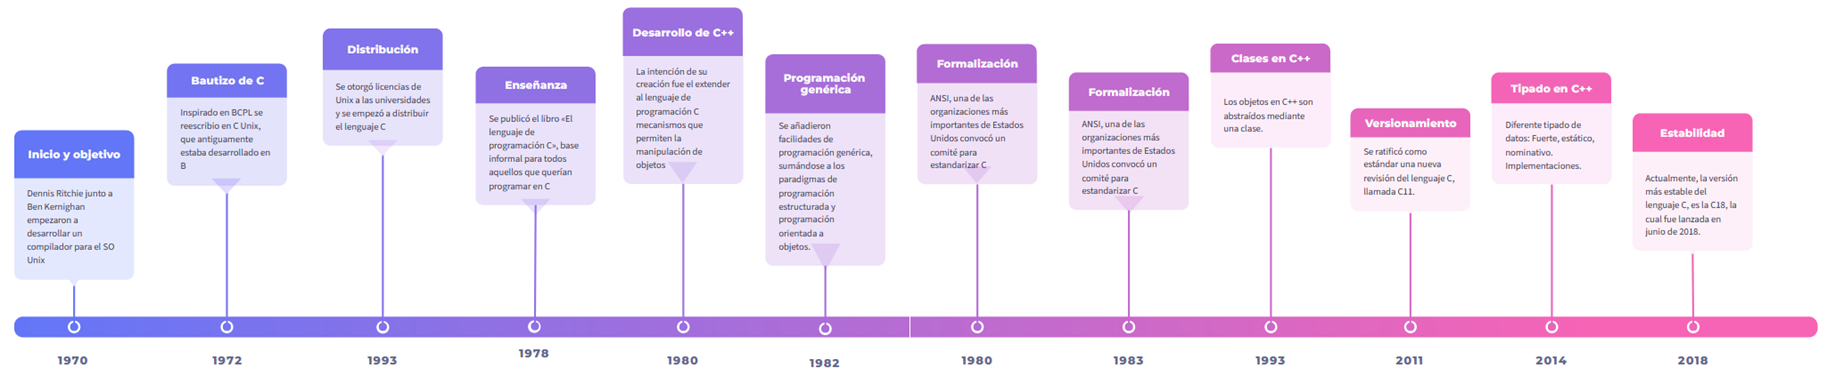 Inicio y objetivo
Dennis Ritchie junto a
Ben Kernighan
empezaron a
desarrollar un
compilador para el SO
Unix
1970
Bautizo de C
Inspirado en BCPL se
reescribio en C Unix,
que antiguamente
estaba desarrollado en
B
1972
Distribución
Se otorgó licencias de
Unix a las universidades
y se empezó a distribuir
el lenguaje C
1993
Enseñanza
Se publicó el libro «El
lenguaje de
programación C», base
informal para todos
aquellos que querían
programar en C
1978
Desarrollo de C++
La intención de su
creación fue el extender
al lenguaje de
programación C
mecanismos que
permiten la
manipulación de
objetos
1980
Programación
genérica
Se añadieron
facilidades de
programación genérica,
sumándose a los
paradigmas de
programación
estructurada y
programación
orientada a
objetos.
1982
Formalización
ANSI, una de las
organizaciones más
importantes de Estados
Unidos convocó un
comité para
estandarizar C
1980
Formalización
ANSI, una de las
organizaciones más
importantes de Estados
Unidos convocó un
comité para
estandarizar C
1983
Clases en C++
Los objetos en C++ son
abstraídos mediante
una clase.
1993
Versionamiento
Se ratificó como
estándar una nueva
revisión del lenguaje C,
llamada C11.
2011
Tipado en C++
Diferente tipado de
datos: Fuerte, estático,
nominativo.
Implementaciones.
2014
Estabilidad
Actualmente, la versión
más estable del
lenguaje C, es la C18, la
cual fue lanzada en
junio de 2018.
2018